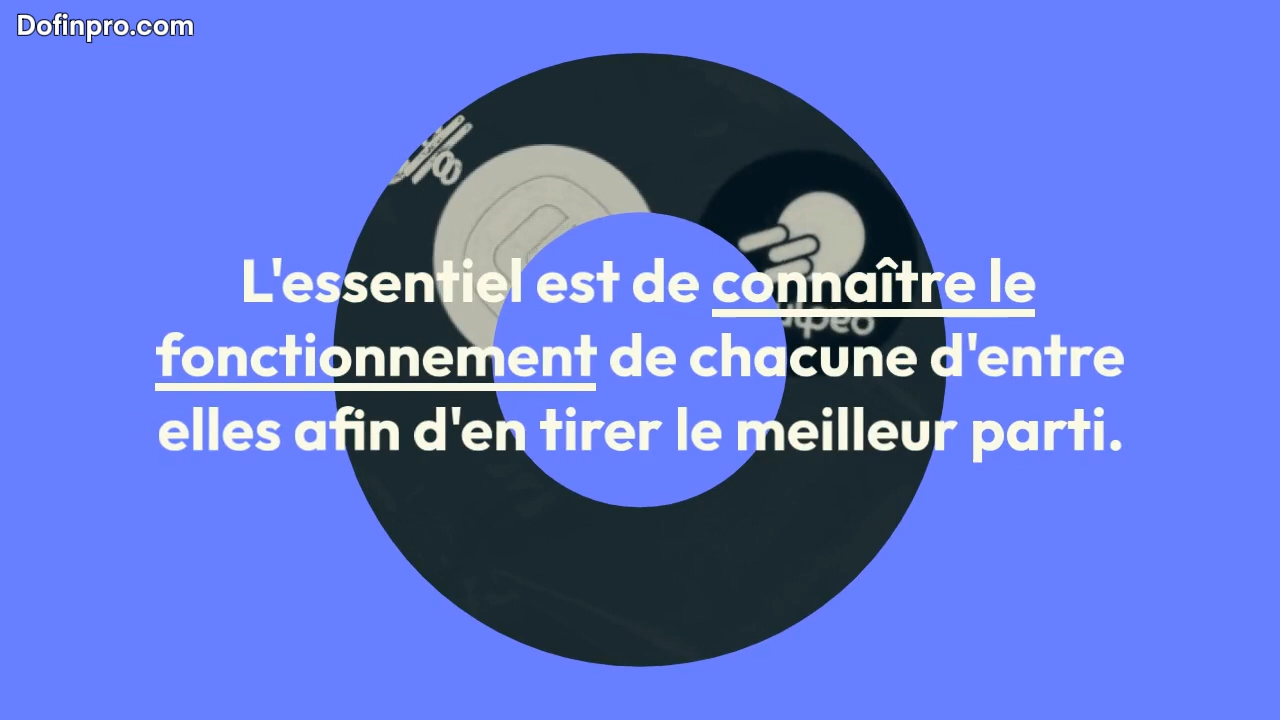 Dofinpro.com
L'essentiel est de connaître le
fonctionnement de chacune d'entre
elles afin d'en tirer le meilleur parti.